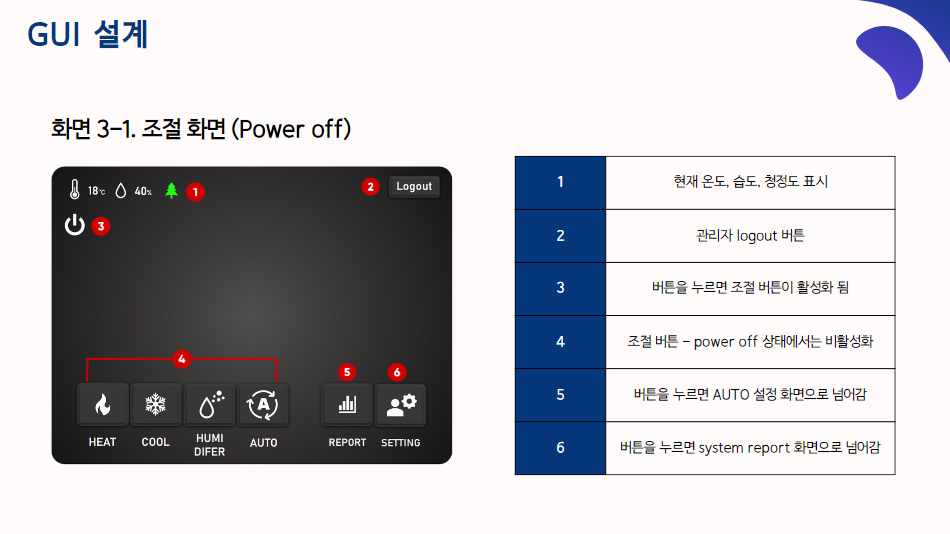 GUI 설계
화면 3-1. 조절 화면 (Power off)
18℃ 40% 1
2 Logout
3
4
5 6
A
HEAT COOL HUMI
DIFER AUTO REPORT SETTING
1 현재 온도, 습도, 청정도 표시
2 관리자 logout 버튼
3 버튼을 누르면 조절 버튼이 활성화 됨
4 조절 버튼 - power off 상태에서는 비활성화
5 버튼을 누르면 AUTO 설정 화면으로 넘어감
6 버튼을 누르면 system report 화면으로 넘어감